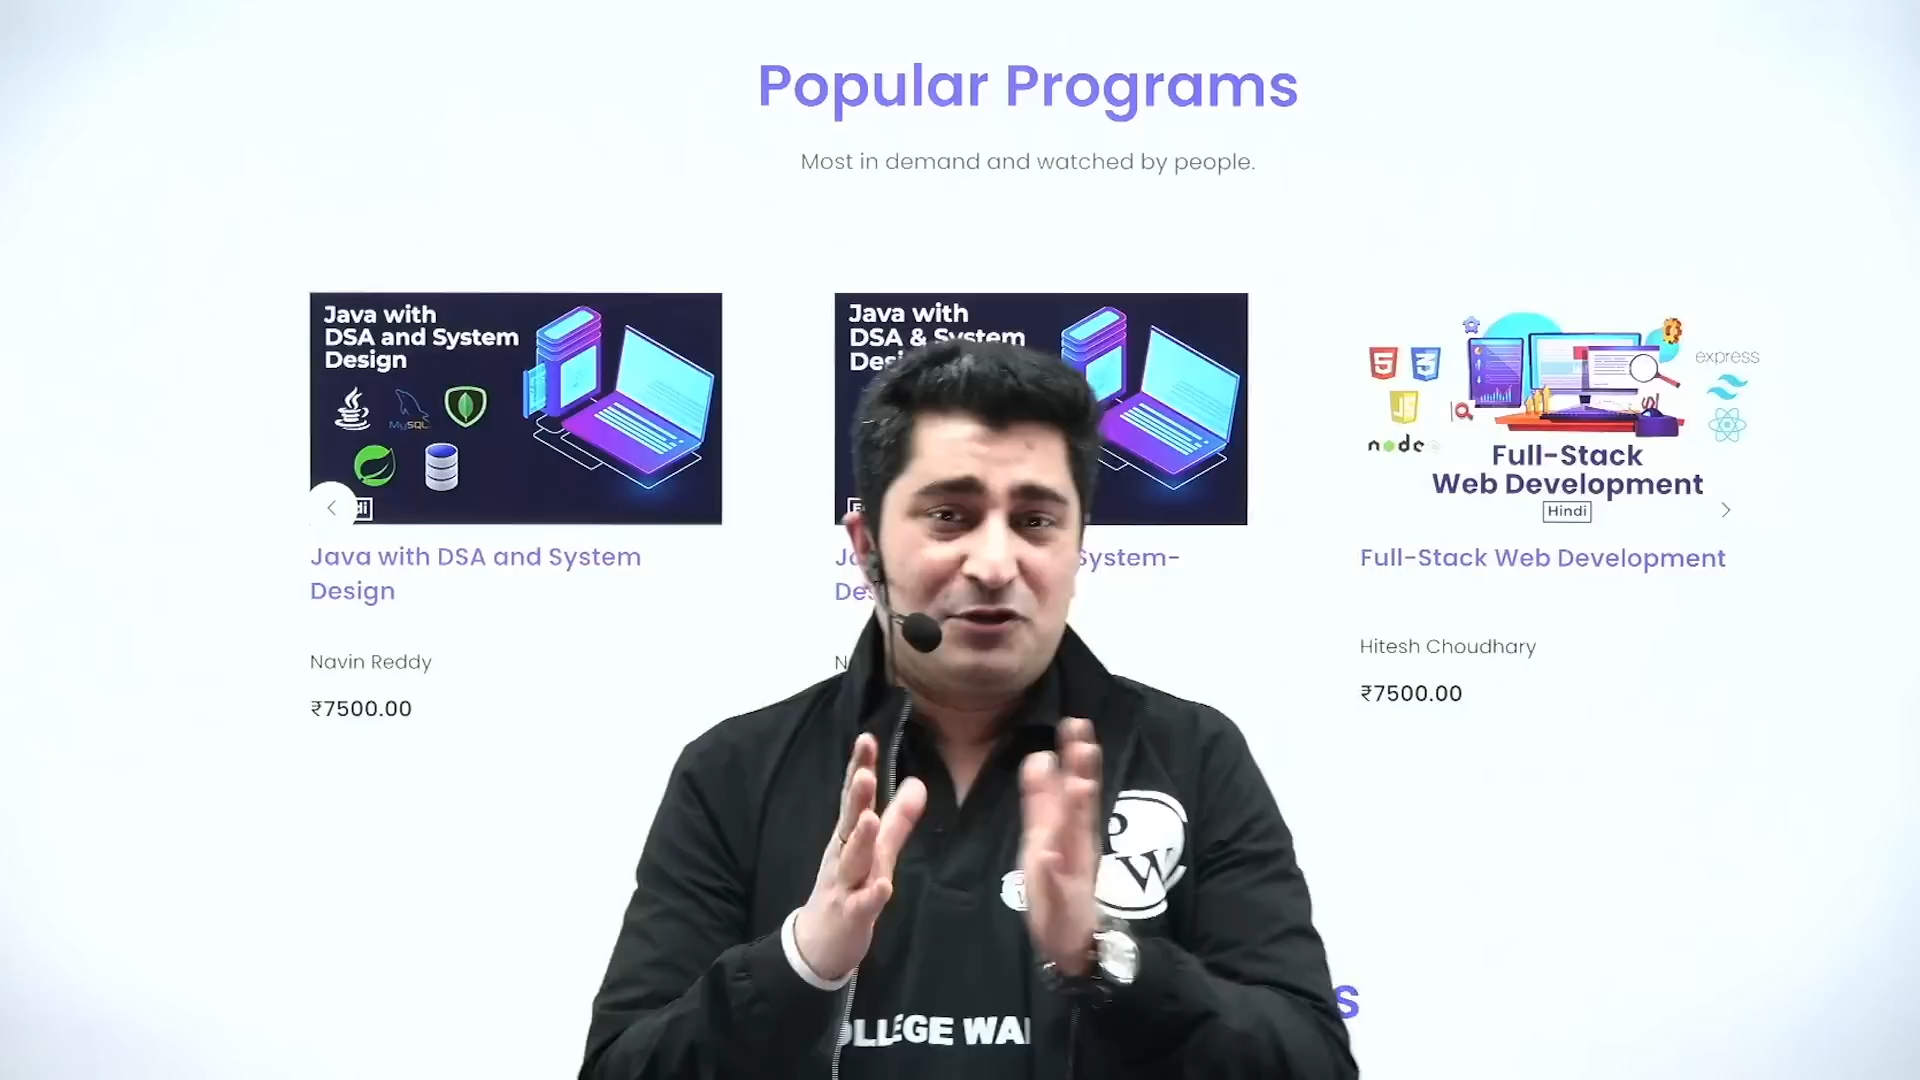 Popular Programs
Most in demand and watched by people.
Java with
DSA and System
Design
MySQL
Java with DSA and System
Design
Navin Reddy
₹7500.00
Java with
DSA & System
System-
express
JS
node
Full-Stack
Web Development
Hindi
Full-Stack Web Development
Hitesh Choudhary
₹7500.00
P
W